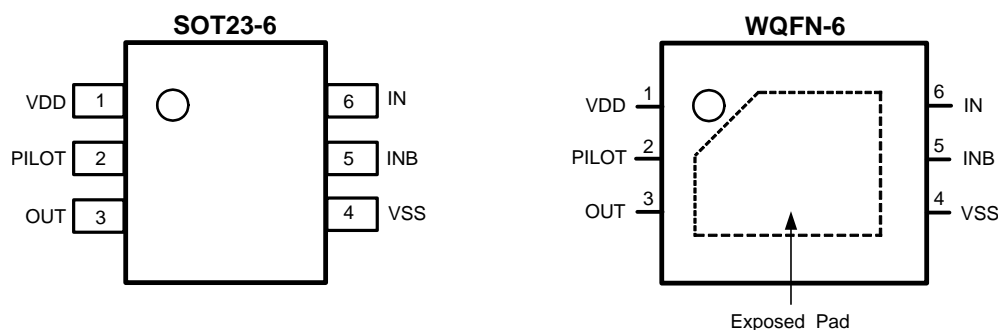 SOT23-6
VDD 1
PILOT 2
OUT 3
6 IN
5 INB
4 VSS
WQFN-6
VDD 1
PILOT 2
OUT 3
6 IN
5 INB
4 VSS
Exposed Pad